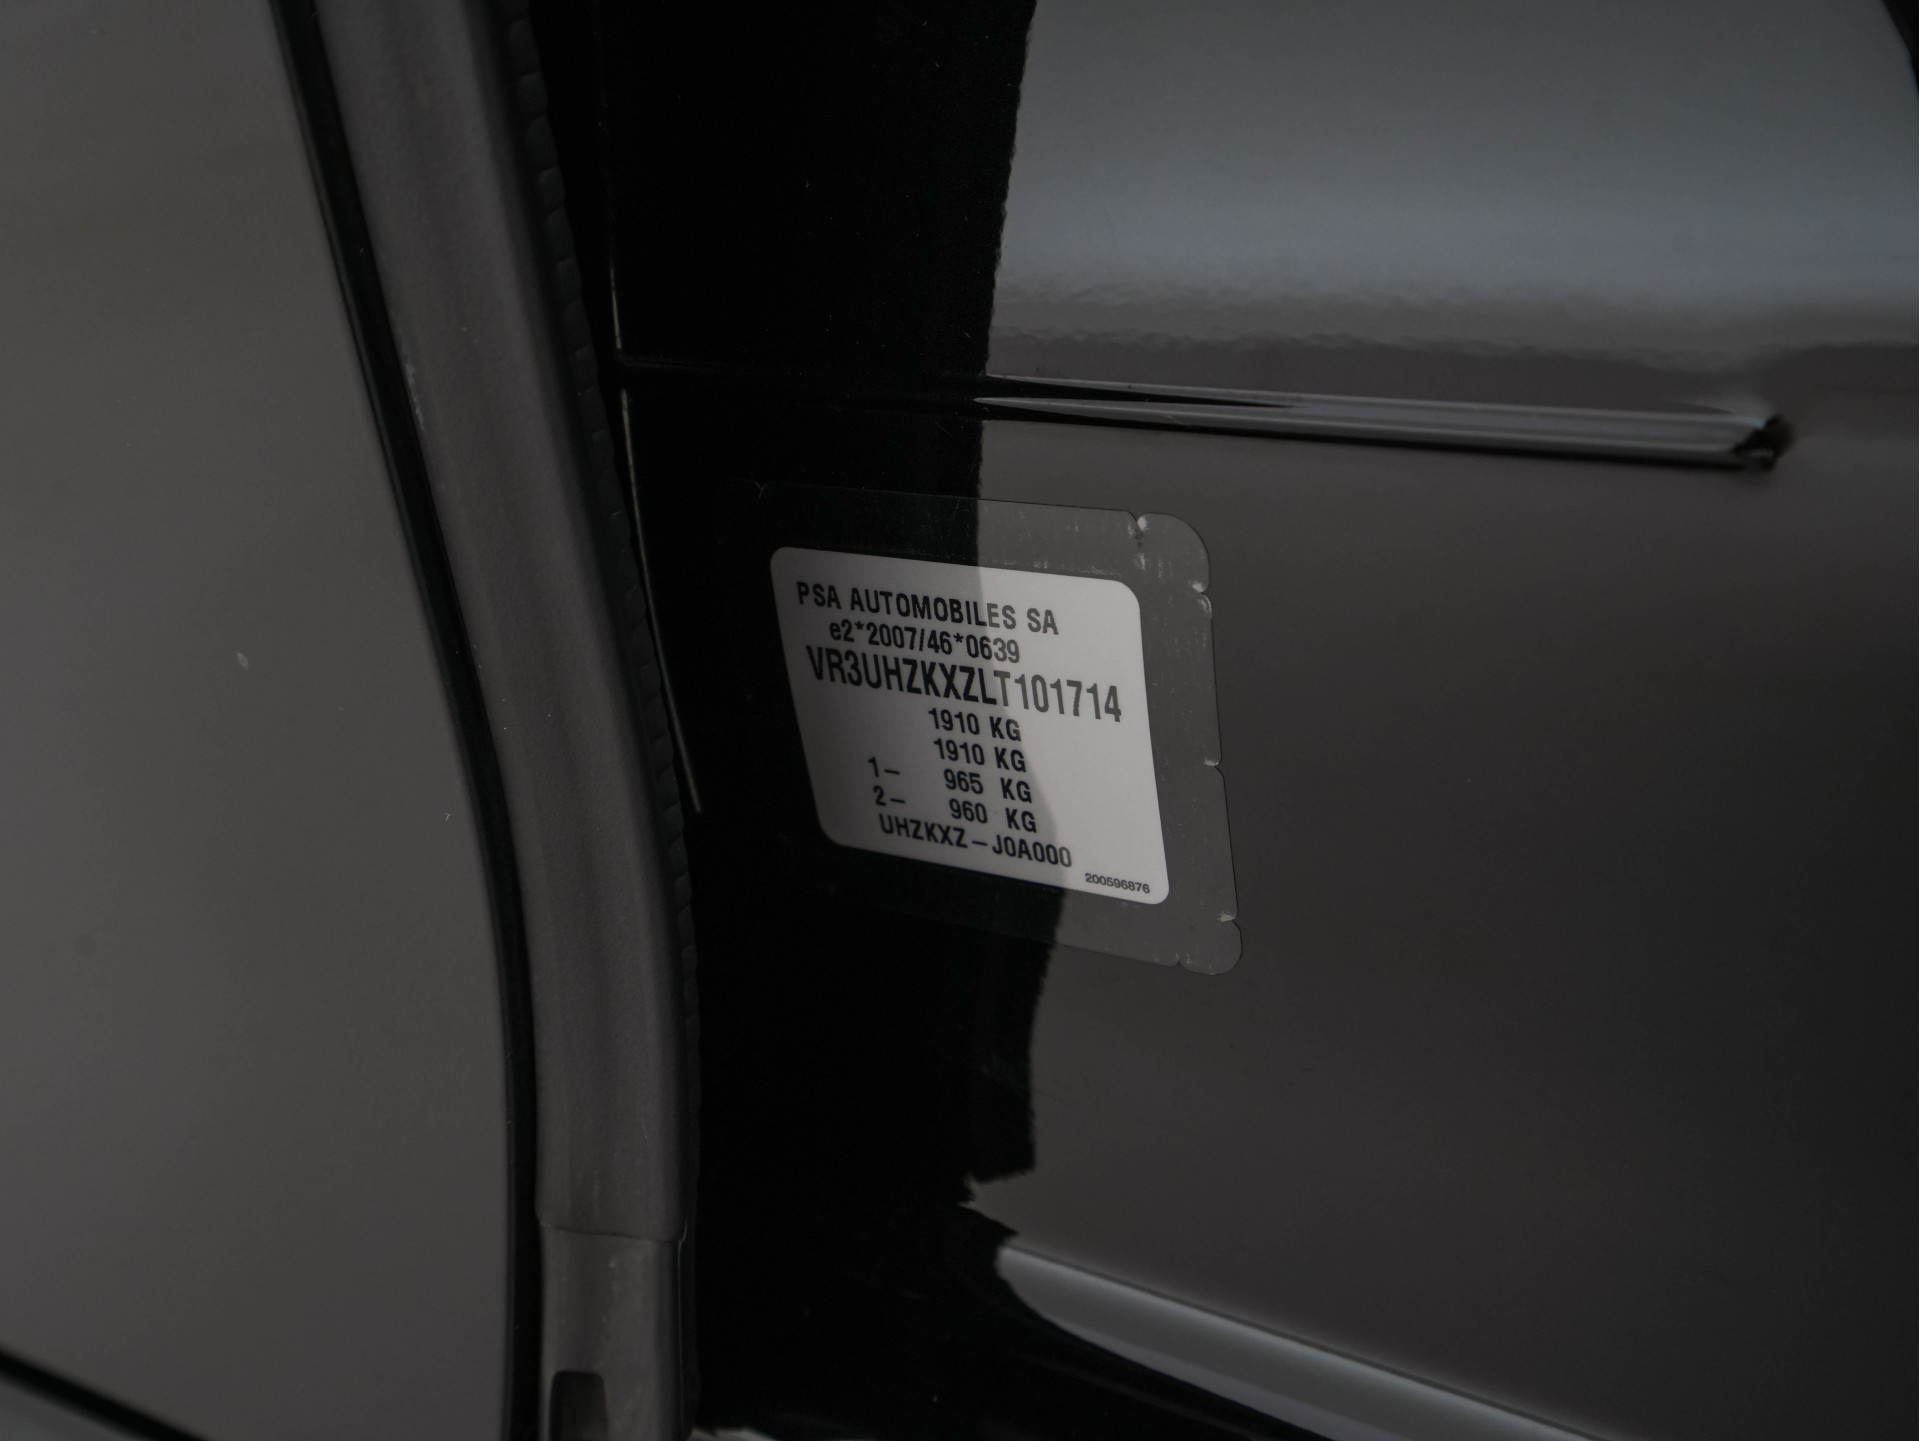 PSA AUTOMOBILES SA
e2*2007/46*0639
VR3UHZKXZLT101714
1910 KG
1910 KG
1– 965 KG
2– 960 KG
UHZKXZ–J0A000
200596876